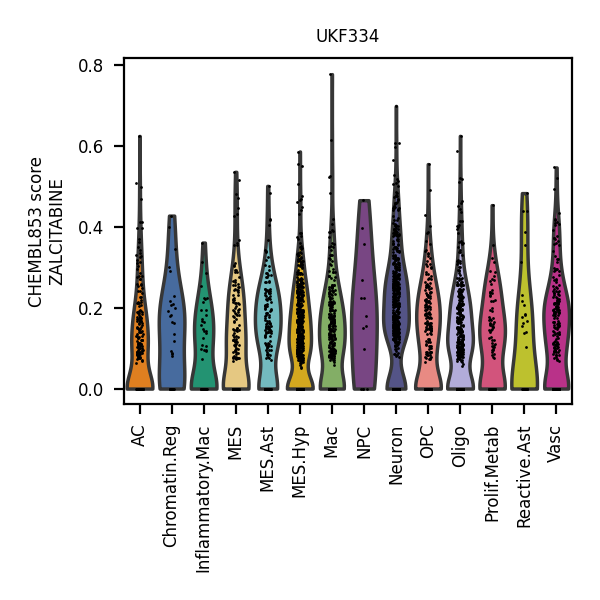 UKF334
CHEMBL853 score
ZALCITABINE
0.8
0.6
0.4
0.2
0.0
AC
Chromatin.Reg
Inflammatory.Mac
MES
MES.Ast
MES.Hyp
Mac
NPC
Neuron
OPC
Oligo
Prolif.Metab
Reactive.Ast
Vasc